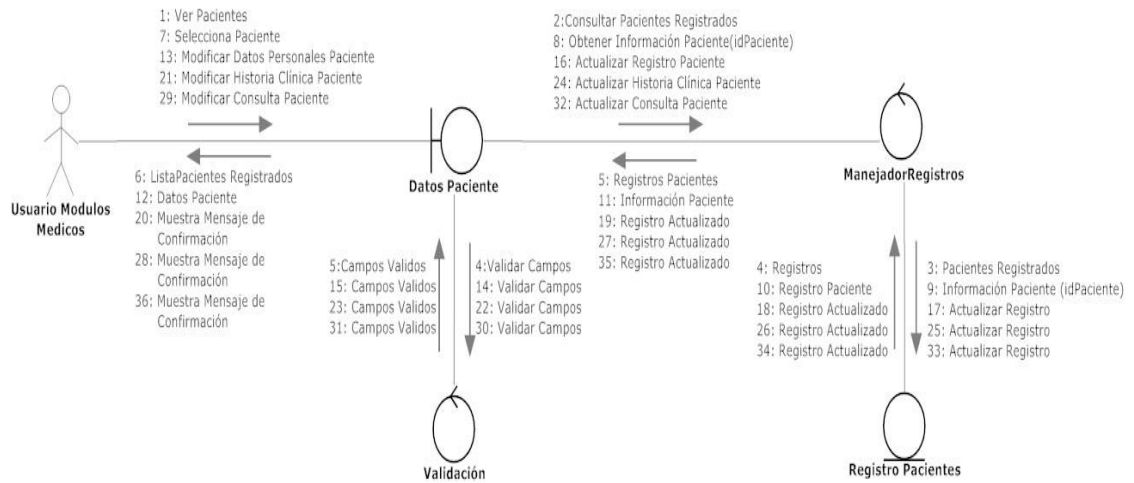 1: Ver Pacientes
7: Selecciona Paciente
13: Modificar Datos Personales Paciente
21: Modificar Historia Clínica Paciente
29: Modificar Consulta Paciente
2:Consultar Pacientes Registrados
8: Obtener Información Paciente(idPaciente)
16: Actualizar Registro Paciente
24: Actualizar Historia Clínica Paciente
32: Actualizar Consulta Paciente
Usuario Modulos
Medicos
6: ListaPacientes Registrados
12: Datos Paciente
20: Muestra Mensaje de
Confirmación
28: Muestra Mensaje de
Confirmación
36: Muestra Mensaje de
Confirmación
Datos Paciente
5: Registros Pacientes
11: Información Paciente
19: Registro Actualizado
27: Registro Actualizado
35: Registro Actualizado
ManejadorRegistros
5:Campos Validos
15: Campos Validos
23: Campos Validos
31: Campos Validos
4:Validar Campos
14: Validar Campos
22: Validar Campos
30: Validar Campos
4: Registros
10: Registro Paciente
18: Registro Actualizado
26: Registro Actualizado
34: Registro Actualizado
3: Pacientes Registrados
9: Información Paciente (idPaciente)
17: Actualizar Registro
25: Actualizar Registro
33: Actualizar Registro
Validación
Registro Pacientes